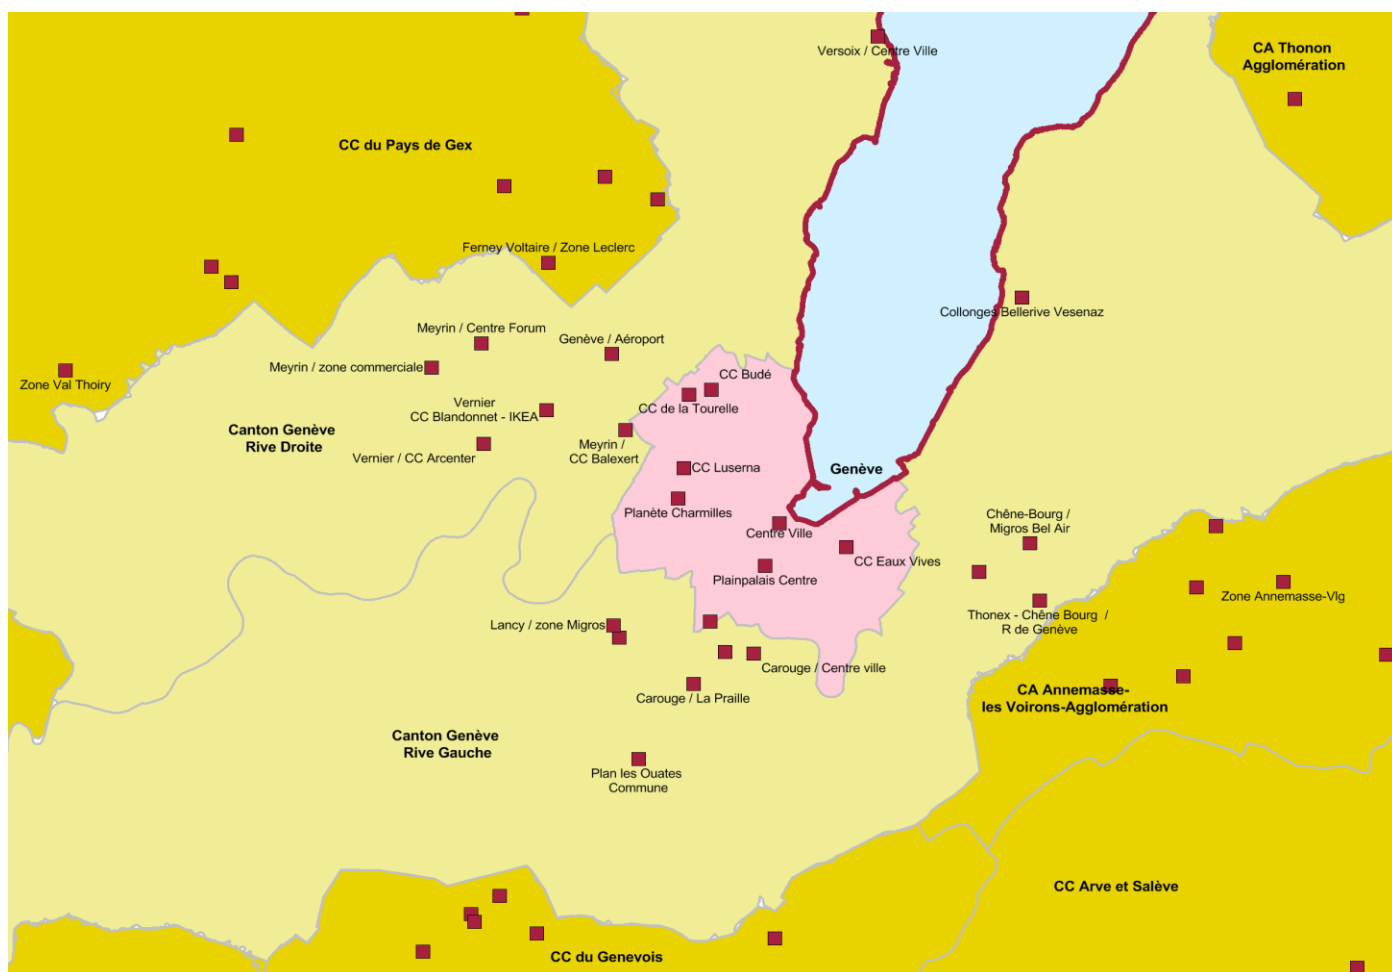 Versoix / Centre Ville
CA Thonon
Agglomération
CC du Pays de Gex
Ferney Voltaire / Zone Leclerc
Collonges Bellerive Vesenaz
Meyrin / Centre Forum
Genève / Aéroport
Meyrin / zone commerciale
Zone Val Thoiry
CC Budé
CC de la Tourelle
Vernier
CC Blandonnet - IKEA
Canton Genève
Rive Droite
Meyrin /
CC Balexert
Vernier / CC Arcenter
CC Luserna
Genève
Planète Charmilles
Centre Ville
Chêne-Bourg /
Migros Bel Air
CC Eaux Vives
Plainpalais Centre
Zone Annemasse-Vlg
Thonex - Chêne Bourg /
R de Genève
Lancy / zone Migros
Carouge / Centre ville
Carouge / La Praille
CA Annemasse-
les Voirons-Agglomération
Canton Genève
Rive Gauche
Plan les Ouates
Commune
CC Arve et Salève
CC du Genevois